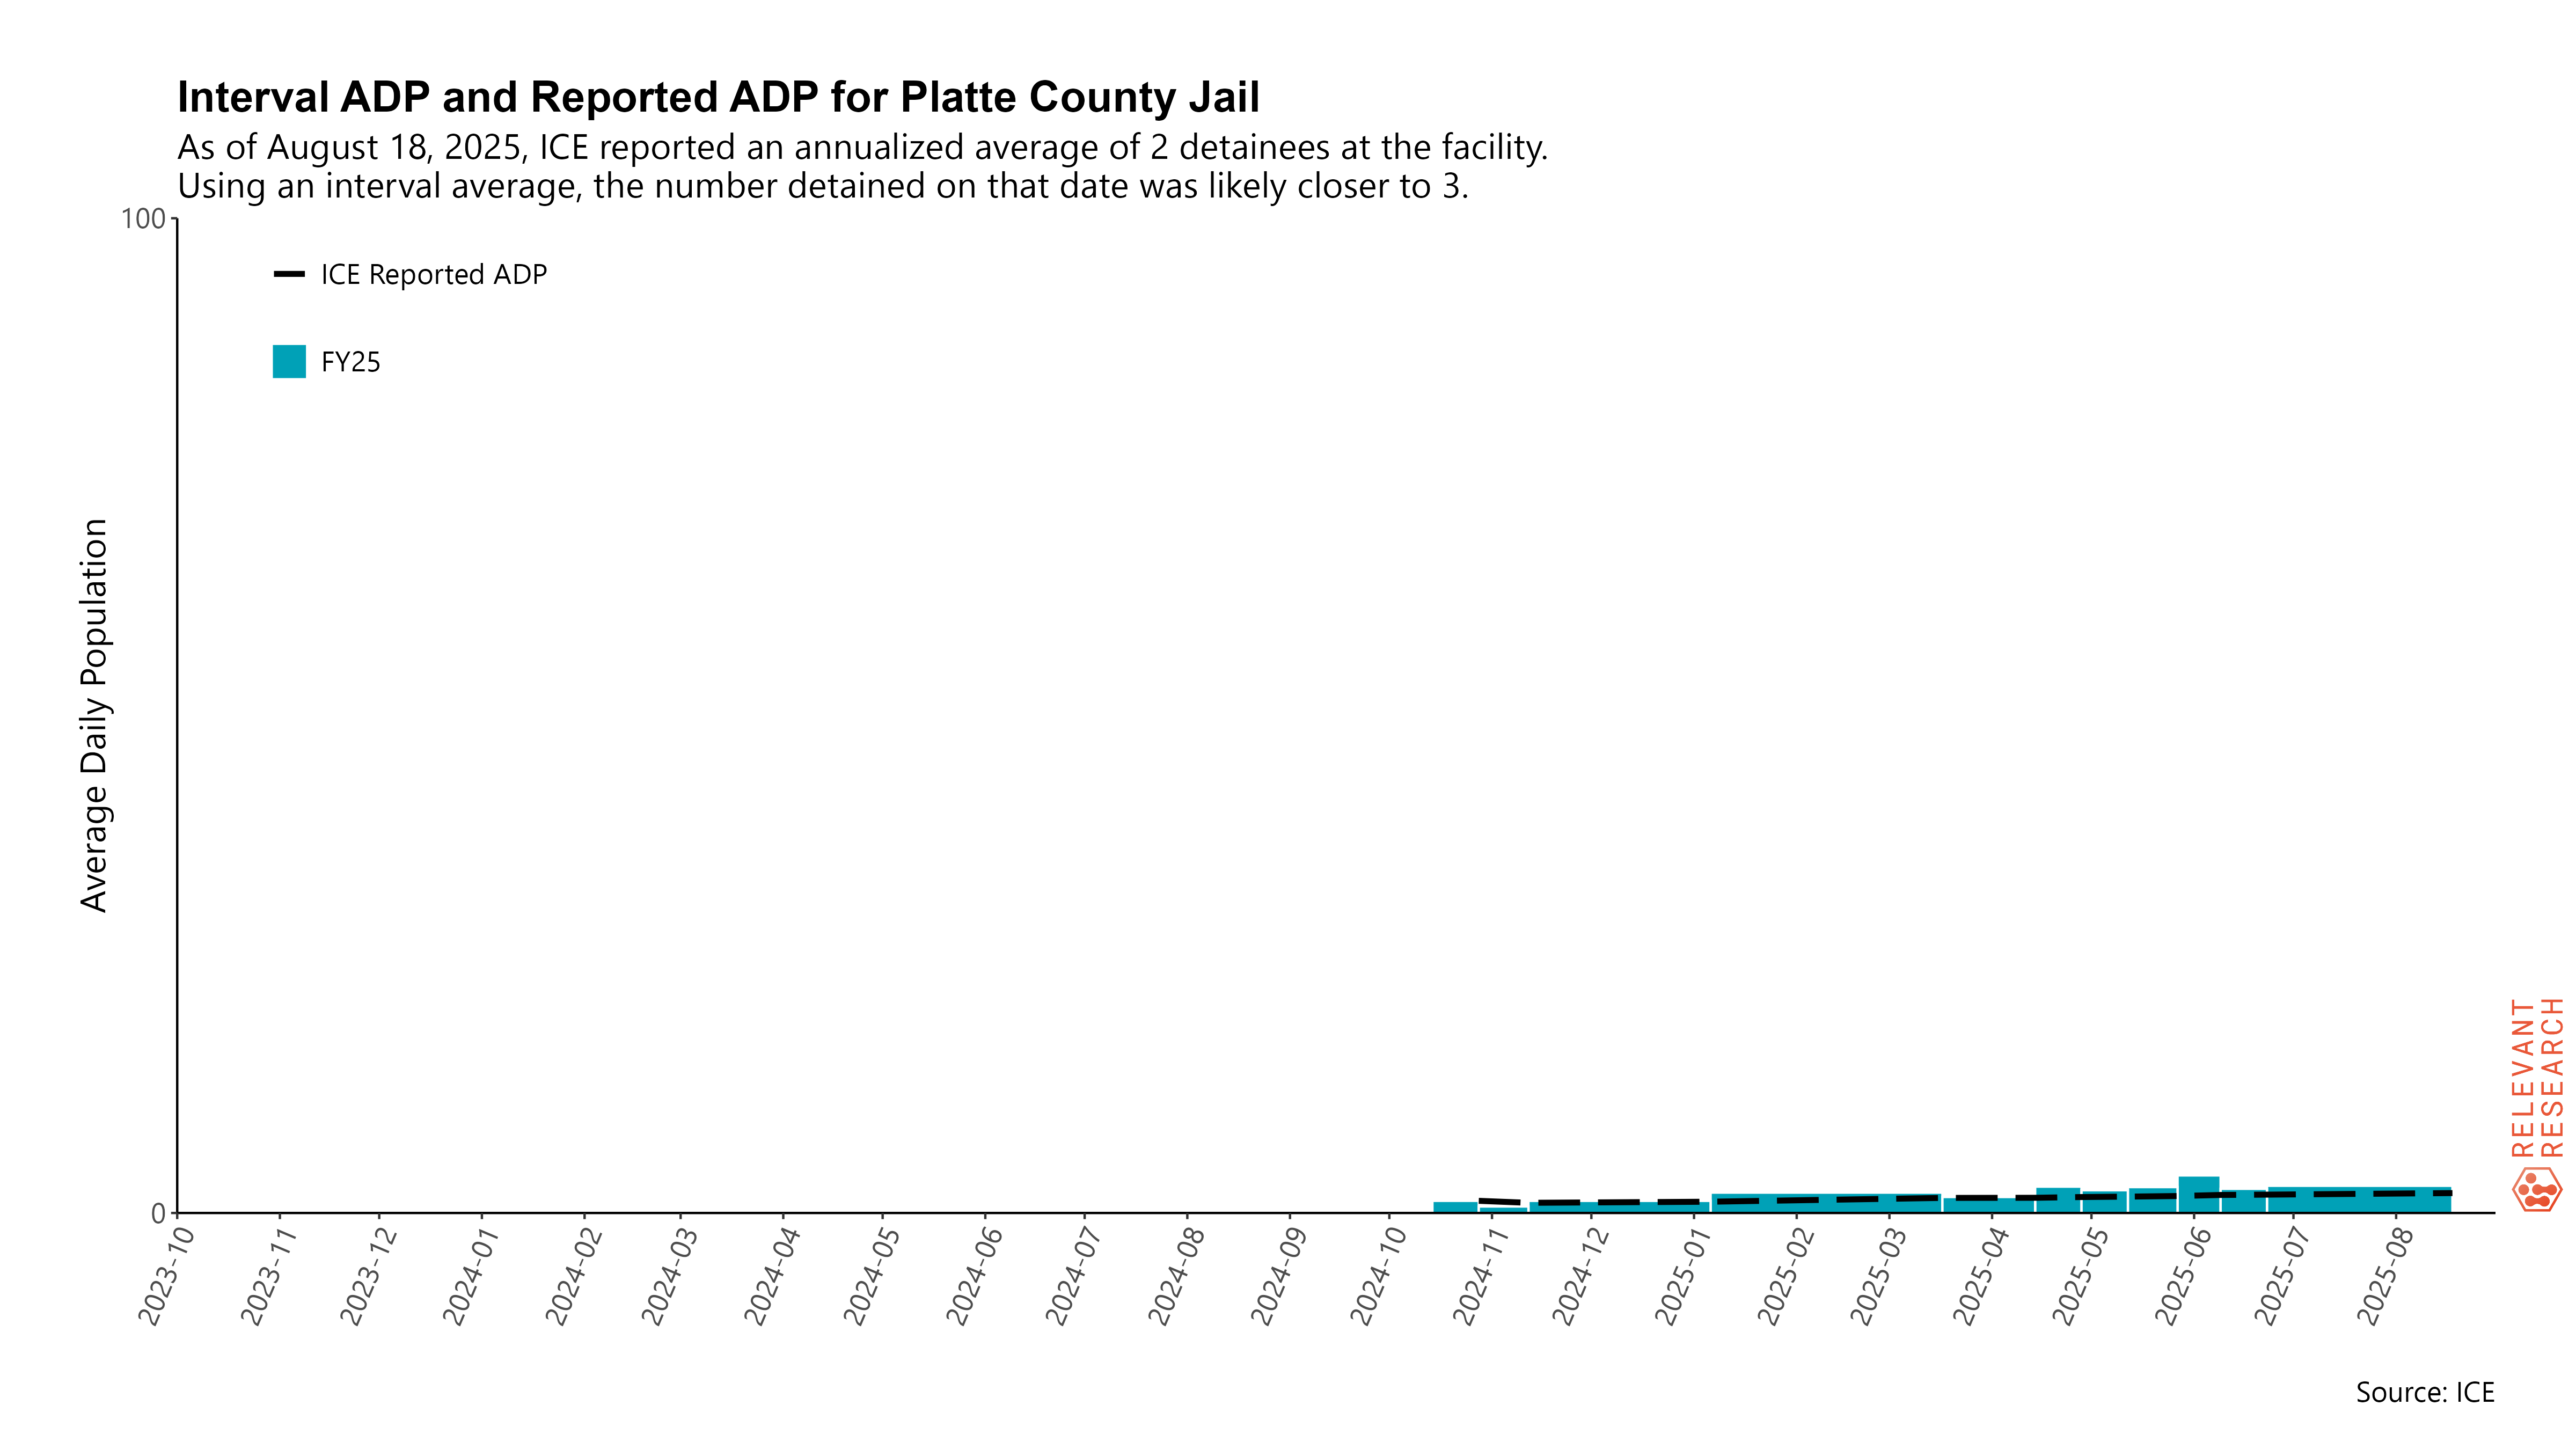 Interval ADP and Reported ADP for Platte County Jail
As of August 18, 2025, ICE reported an annualized average of 2 detainees at the facility.
Using an interval average, the number detained on that date was likely closer to 3.
100
ICE Reported ADP
FY25
Average Daily Population
0
2023-10
2023-11
2023-12
2024-01
2024-02
2024-03
2024-04
2024-05
2024-06
2024-07
2024-08
2024-09
2024-10
2024-11
2024-12
2025-01
2025-02
2025-03
2025-04
2025-05
2025-06
2025-07
2025-08
RELEVANT
RESEARCH
Source: ICE